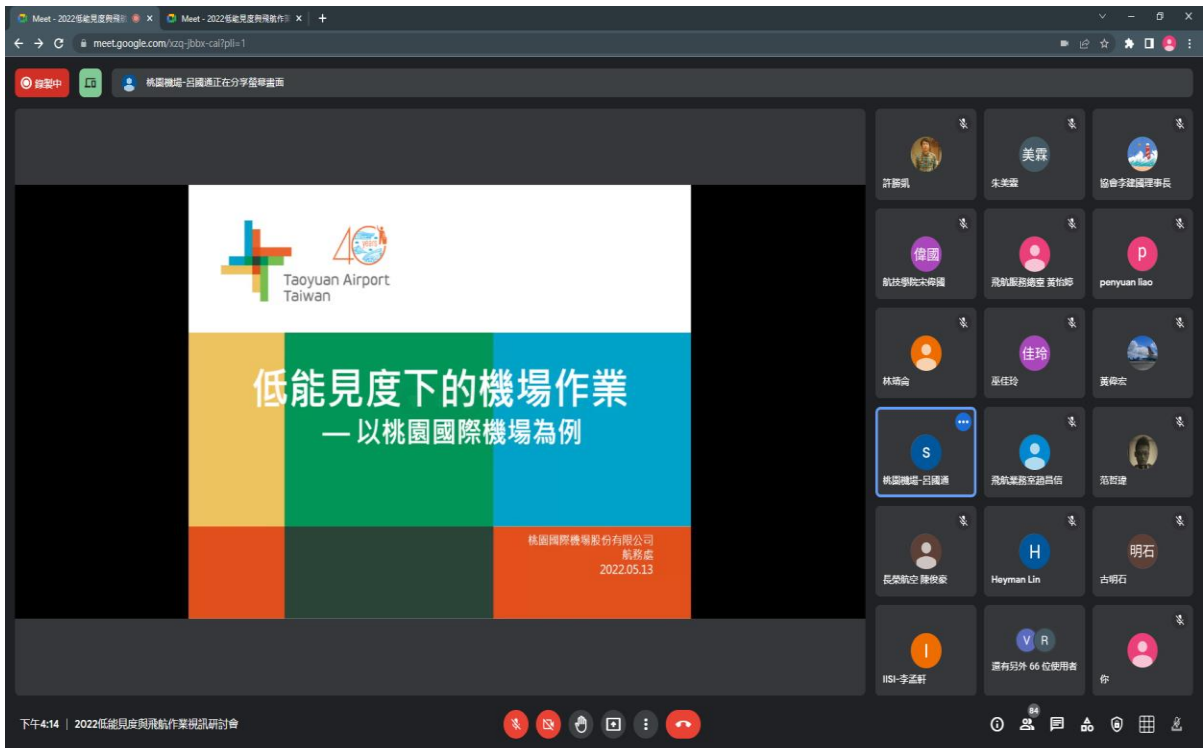 Meet - 2022低能見度與飛航
Meet - 2022低能見度與飛航作業
meet.google.com/xzq-jbbx-cai?pli=1
錄製中
桃園機場-呂國通正在分享螢幕畫面
Taoyuan Airport
Taiwan
40
低能見度下的機場作業
— 以桃園國際機場為例
桃園國際機場股份有限公司
航務處
2022.05.13
許勝凱
美霖
朱美霖
協會李建國理事長
偉國
航技學院宋偉國
飛航服務總臺 黃怡婷
P
penyuan liao
林靖侖
佳玲
巫佳玲
黃偉宏
S
桃園機場-呂國通
飛航業務室趙昌信
范哲瑋
長榮航空 陳俊豪
H
Heyman Lin
明石
古明石
I
IISI-李孟軒
V R
還有另外 66 位使用者
你
下午4:14 | 2022低能見度與飛航作業視訊研討會
84